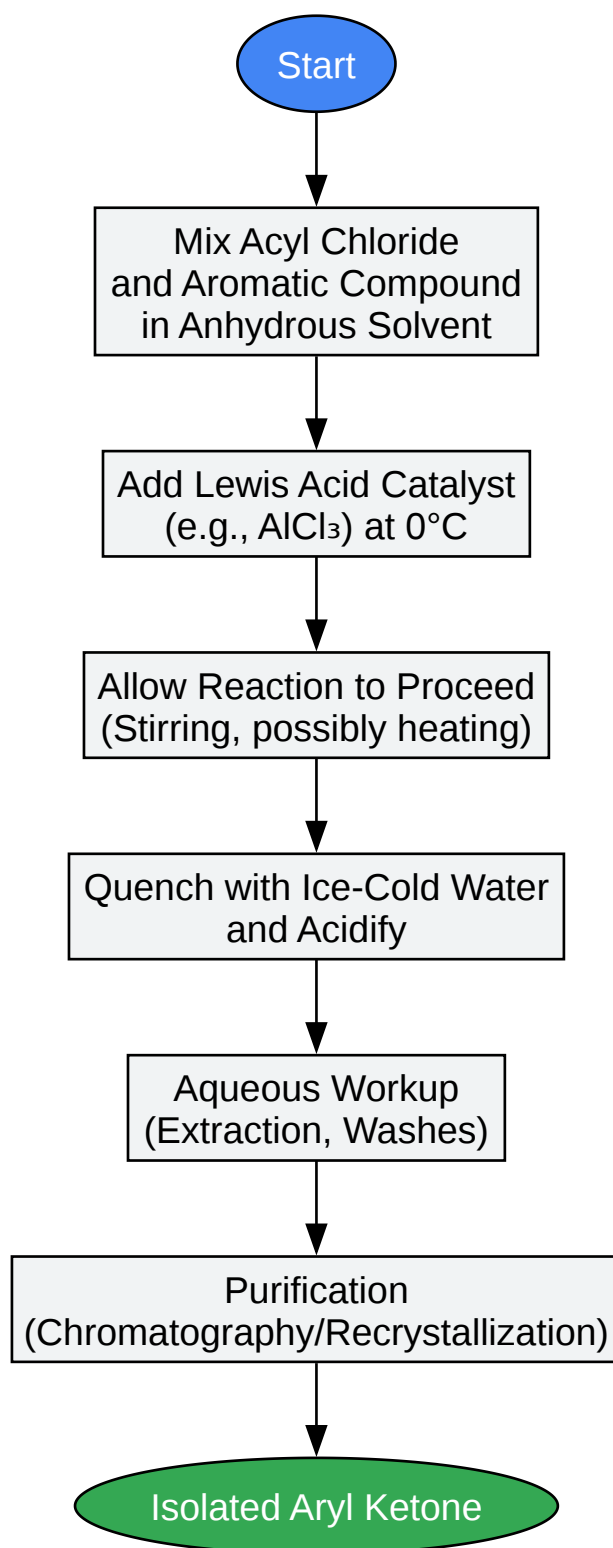 Start
Mix Acyl Chloride
and Aromatic Compound
in Anhydrous Solvent
Add Lewis Acid Catalyst
(e.g., AlCl₃) at 0°C
Allow Reaction to Proceed
(Stirring, possibly heating)
Quench with Ice-Cold Water
and Acidify
Aqueous Workup
(Extraction, Washes)
Purification
(Chromatography/Recrystallization)
Isolated Aryl Ketone